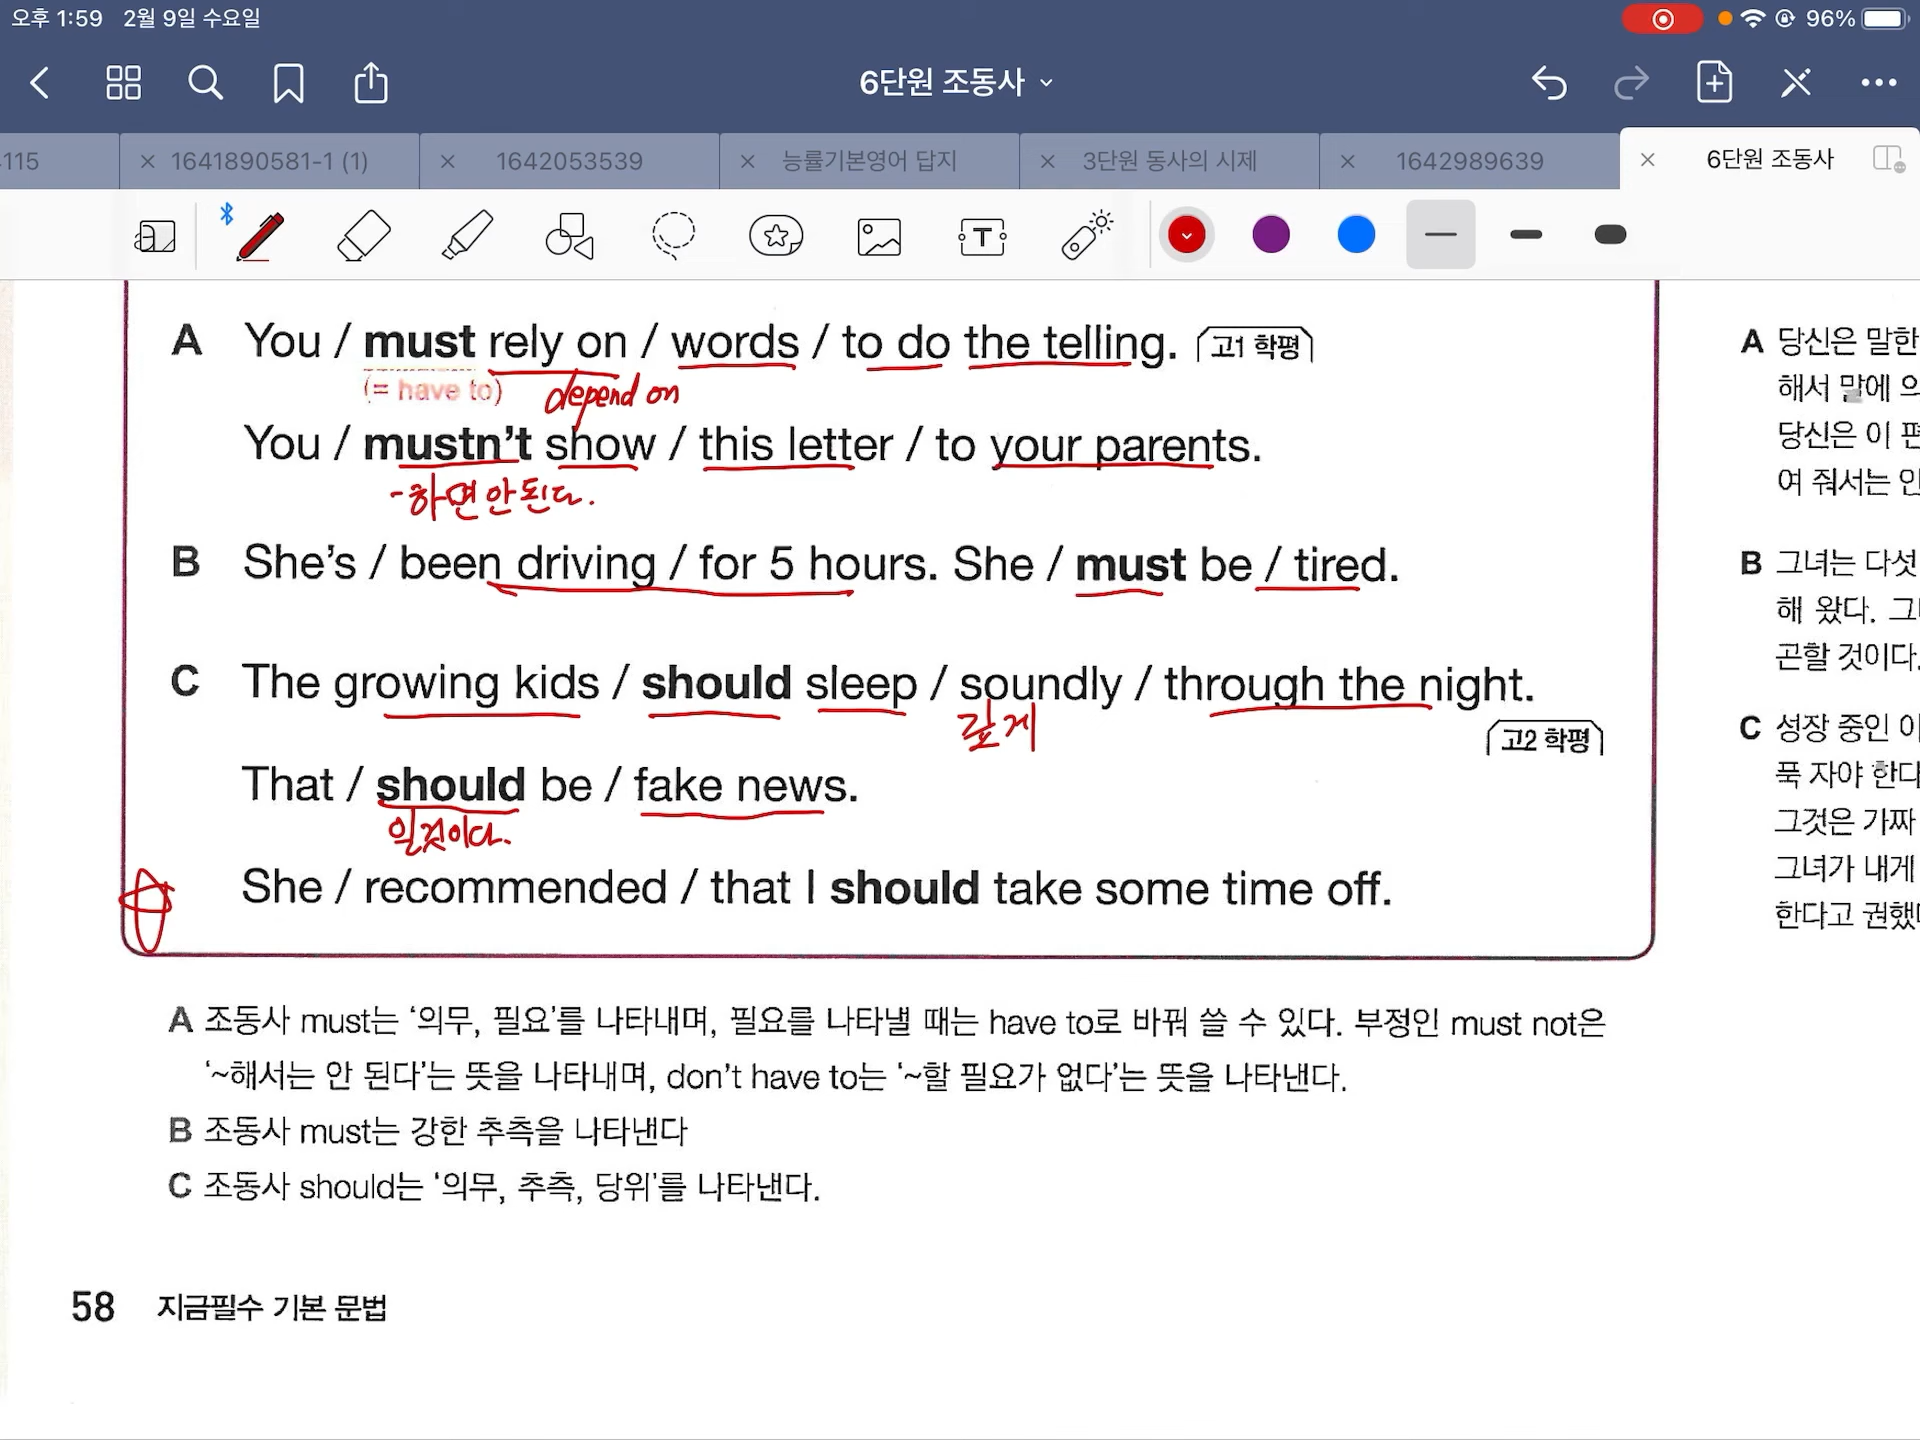 오후 1:59 2월 9일 수요일
96%
6단원 조동사
115
1641890581-1 (1)
1642053539
능률기본영어 답지
3단원 동사의 시제
1642989639
6단원 조동사
A You / must rely on / words / to do the telling. 고1 학평
(= have to) depend on
You / mustn't show / this letter / to your parents.
-하면 안된다.
B She's / been driving / for 5 hours. She / must be / tired.
C The growing kids / should sleep / soundly / through the night.
깊게
고2 학평
That / should be / fake news.
일것이다.
She / recommended / that I should take some time off.
A 당신은 말한
해서 말에 의
당신은 이 편
여 줘서는 안
B 그녀는 다섯
해 왔다. 그
곤할 것이다.
C 성장 중인 아
푹 자야 한다
그것은 가짜
그녀가 내게
한다고 권했
A 조동사 must는 '의무, 필요'를 나타내며, 필요를 나타낼 때는 have to로 바꿔 쓸 수 있다. 부정인 must not은
'~해서는 안 된다'는 뜻을 나타내며, don't have to는 '~할 필요가 없다'는 뜻을 나타낸다.
B 조동사 must는 강한 추측을 나타낸다
C 조동사 should는 '의무, 추측, 당위'를 나타낸다.
58 지금필수 기본 문법